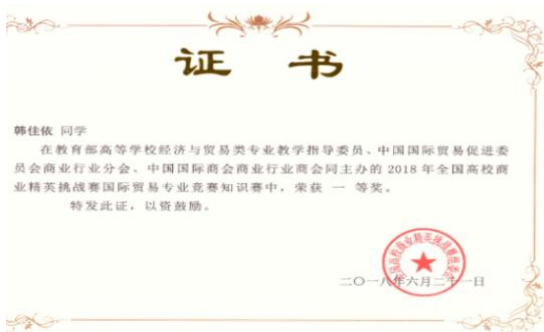 证 书
韩佳依 同学
在教育部高等学校经济与贸易类专业教学指导委员、中国国际贸易促进委
员会商业行业分会、中国国际商会商业行业商会同主办的 2018 年全国高校商
业精英挑战赛国际贸易专业竞赛知识赛中,荣获 一 等奖。
特发此证,以资鼓励。
二〇一八年六月二十一日